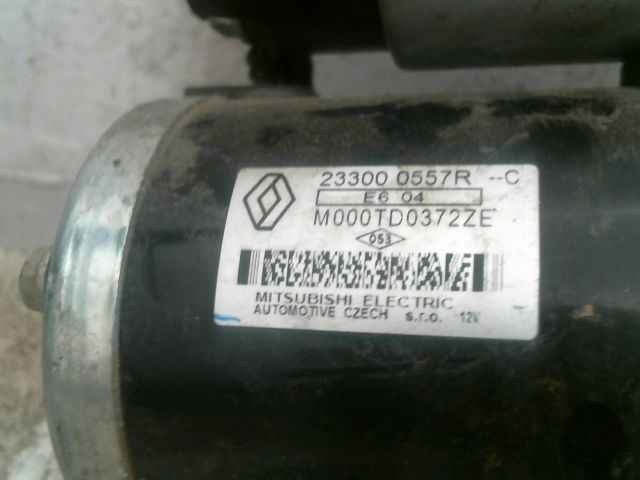 23300 0557R --C
E6 04
M000TD0372ZE
053
MITSUBISHI ELECTRIC
AUTOMOTIVE CZECH s.r.o. 12V